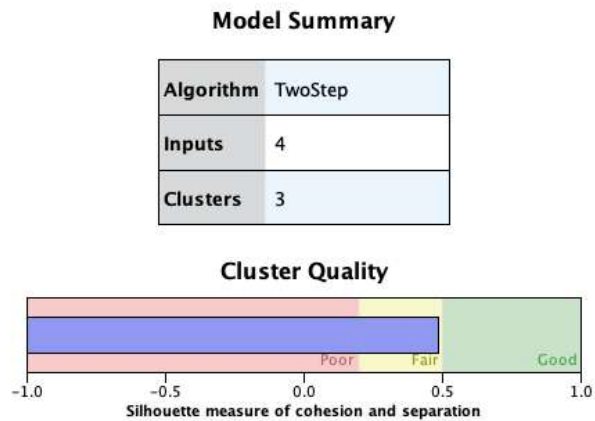 Model Summary
Algorithm TwoStep
Inputs 4
Clusters 3
Cluster Quality
Poor Fair Good
-1.0 -0.5 0.0 0.5 1.0
Silhouette measure of cohesion and separation